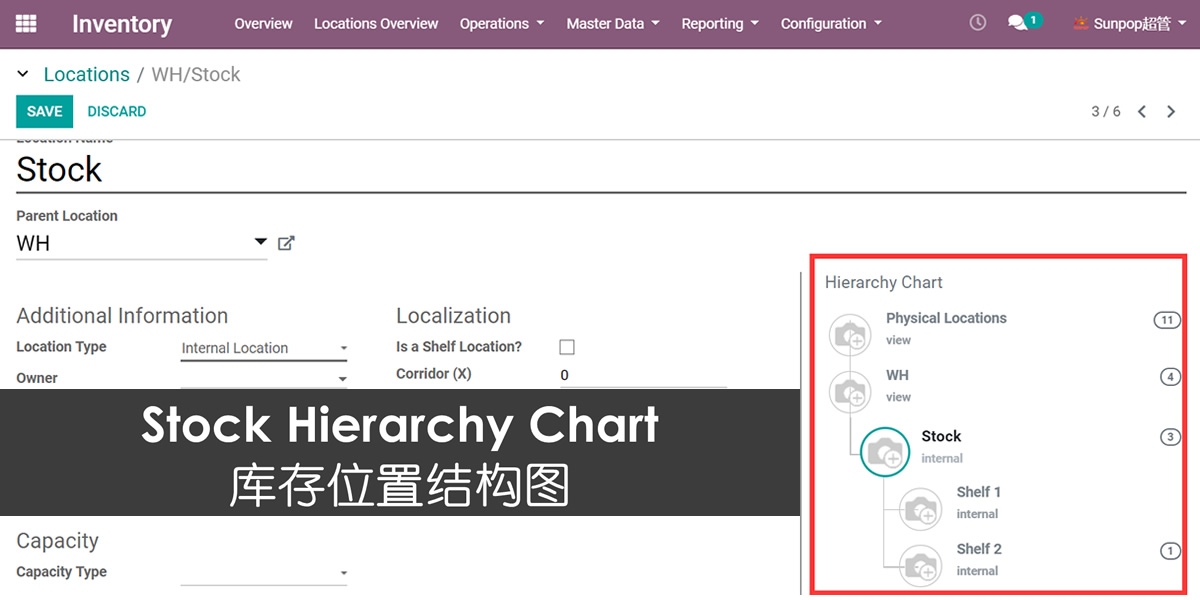 Inventory Overview Locations Overview Operations Master Data Reporting Configuration 1 Sunpop超管
Locations / WH/Stock
SAVE DISCARD 3 / 6
Location Name
Stock
Parent Location
WH
Hierarchy Chart
Physical Locations 11
view
WH 4
view
Stock 3
internal
Shelf 1
internal
Shelf 2 1
internal
Additional Information
Location Type Internal Location
Owner
Localization
Is a Shelf Location?
Corridor (X) 0
Stock Hierarchy Chart
库存位置结构图
Capacity
Capacity Type